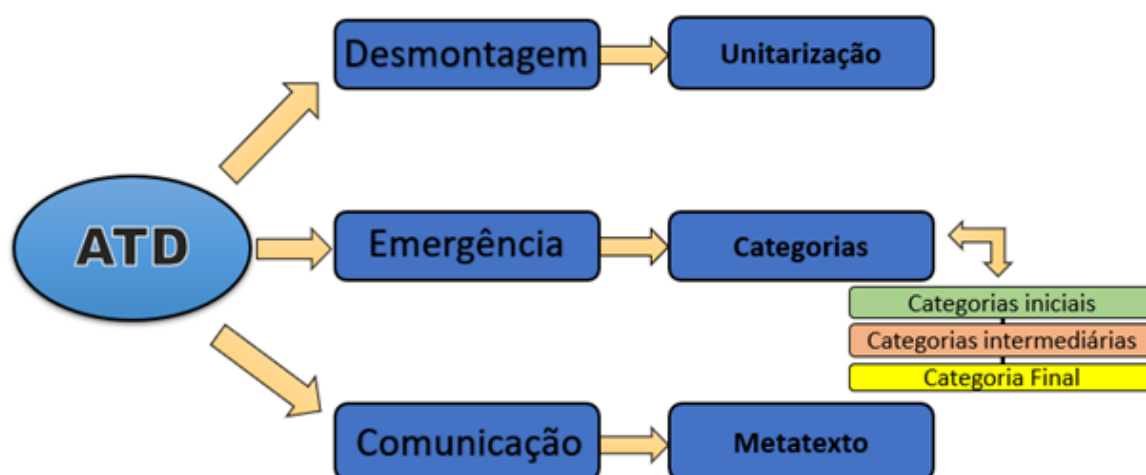 Desmontagem
Unitarização
ATD
Emergência
Categorias
Categorias iniciais
Categorias intermediárias
Categoria Final
Comunicação
Metatexto